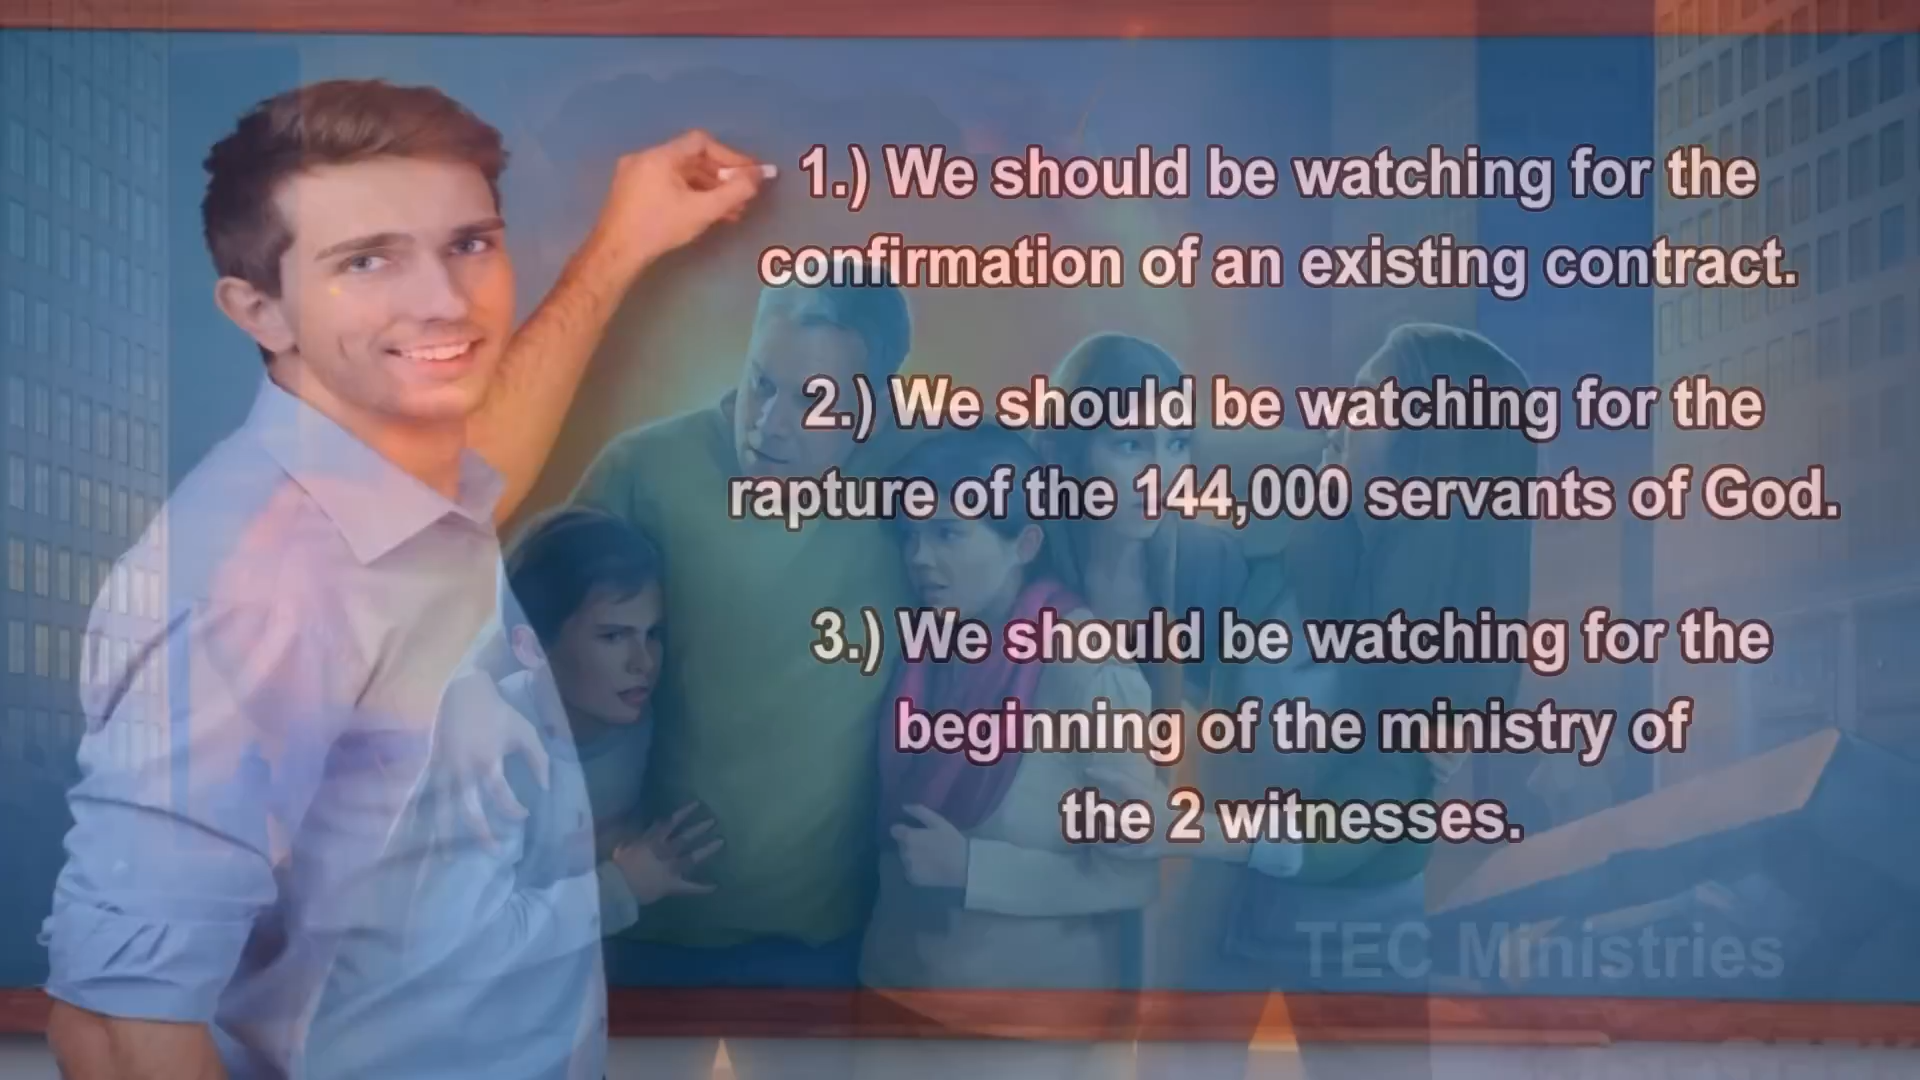 1.) We should be watching for the
confirmation of an existing contract.
2.) We should be watching for the
rapture of the 144,000 servants of God.
3.) We should be watching for the
beginning of the ministry of
the 2 witnesses.
TEC Ministries